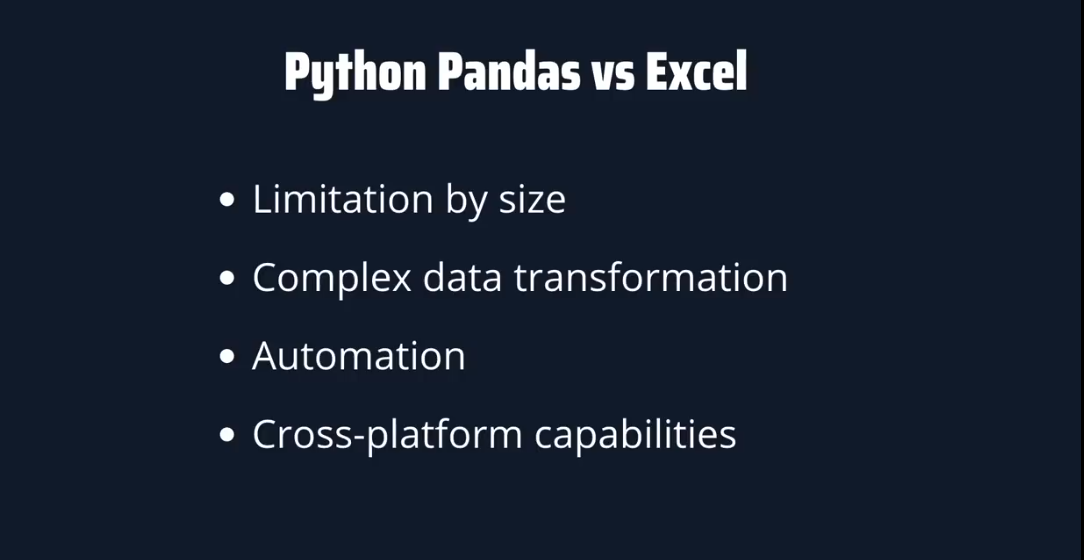 Python Pandas vs Excel
• Limitation by size
• Complex data transformation
• Automation
• Cross-platform capabilities